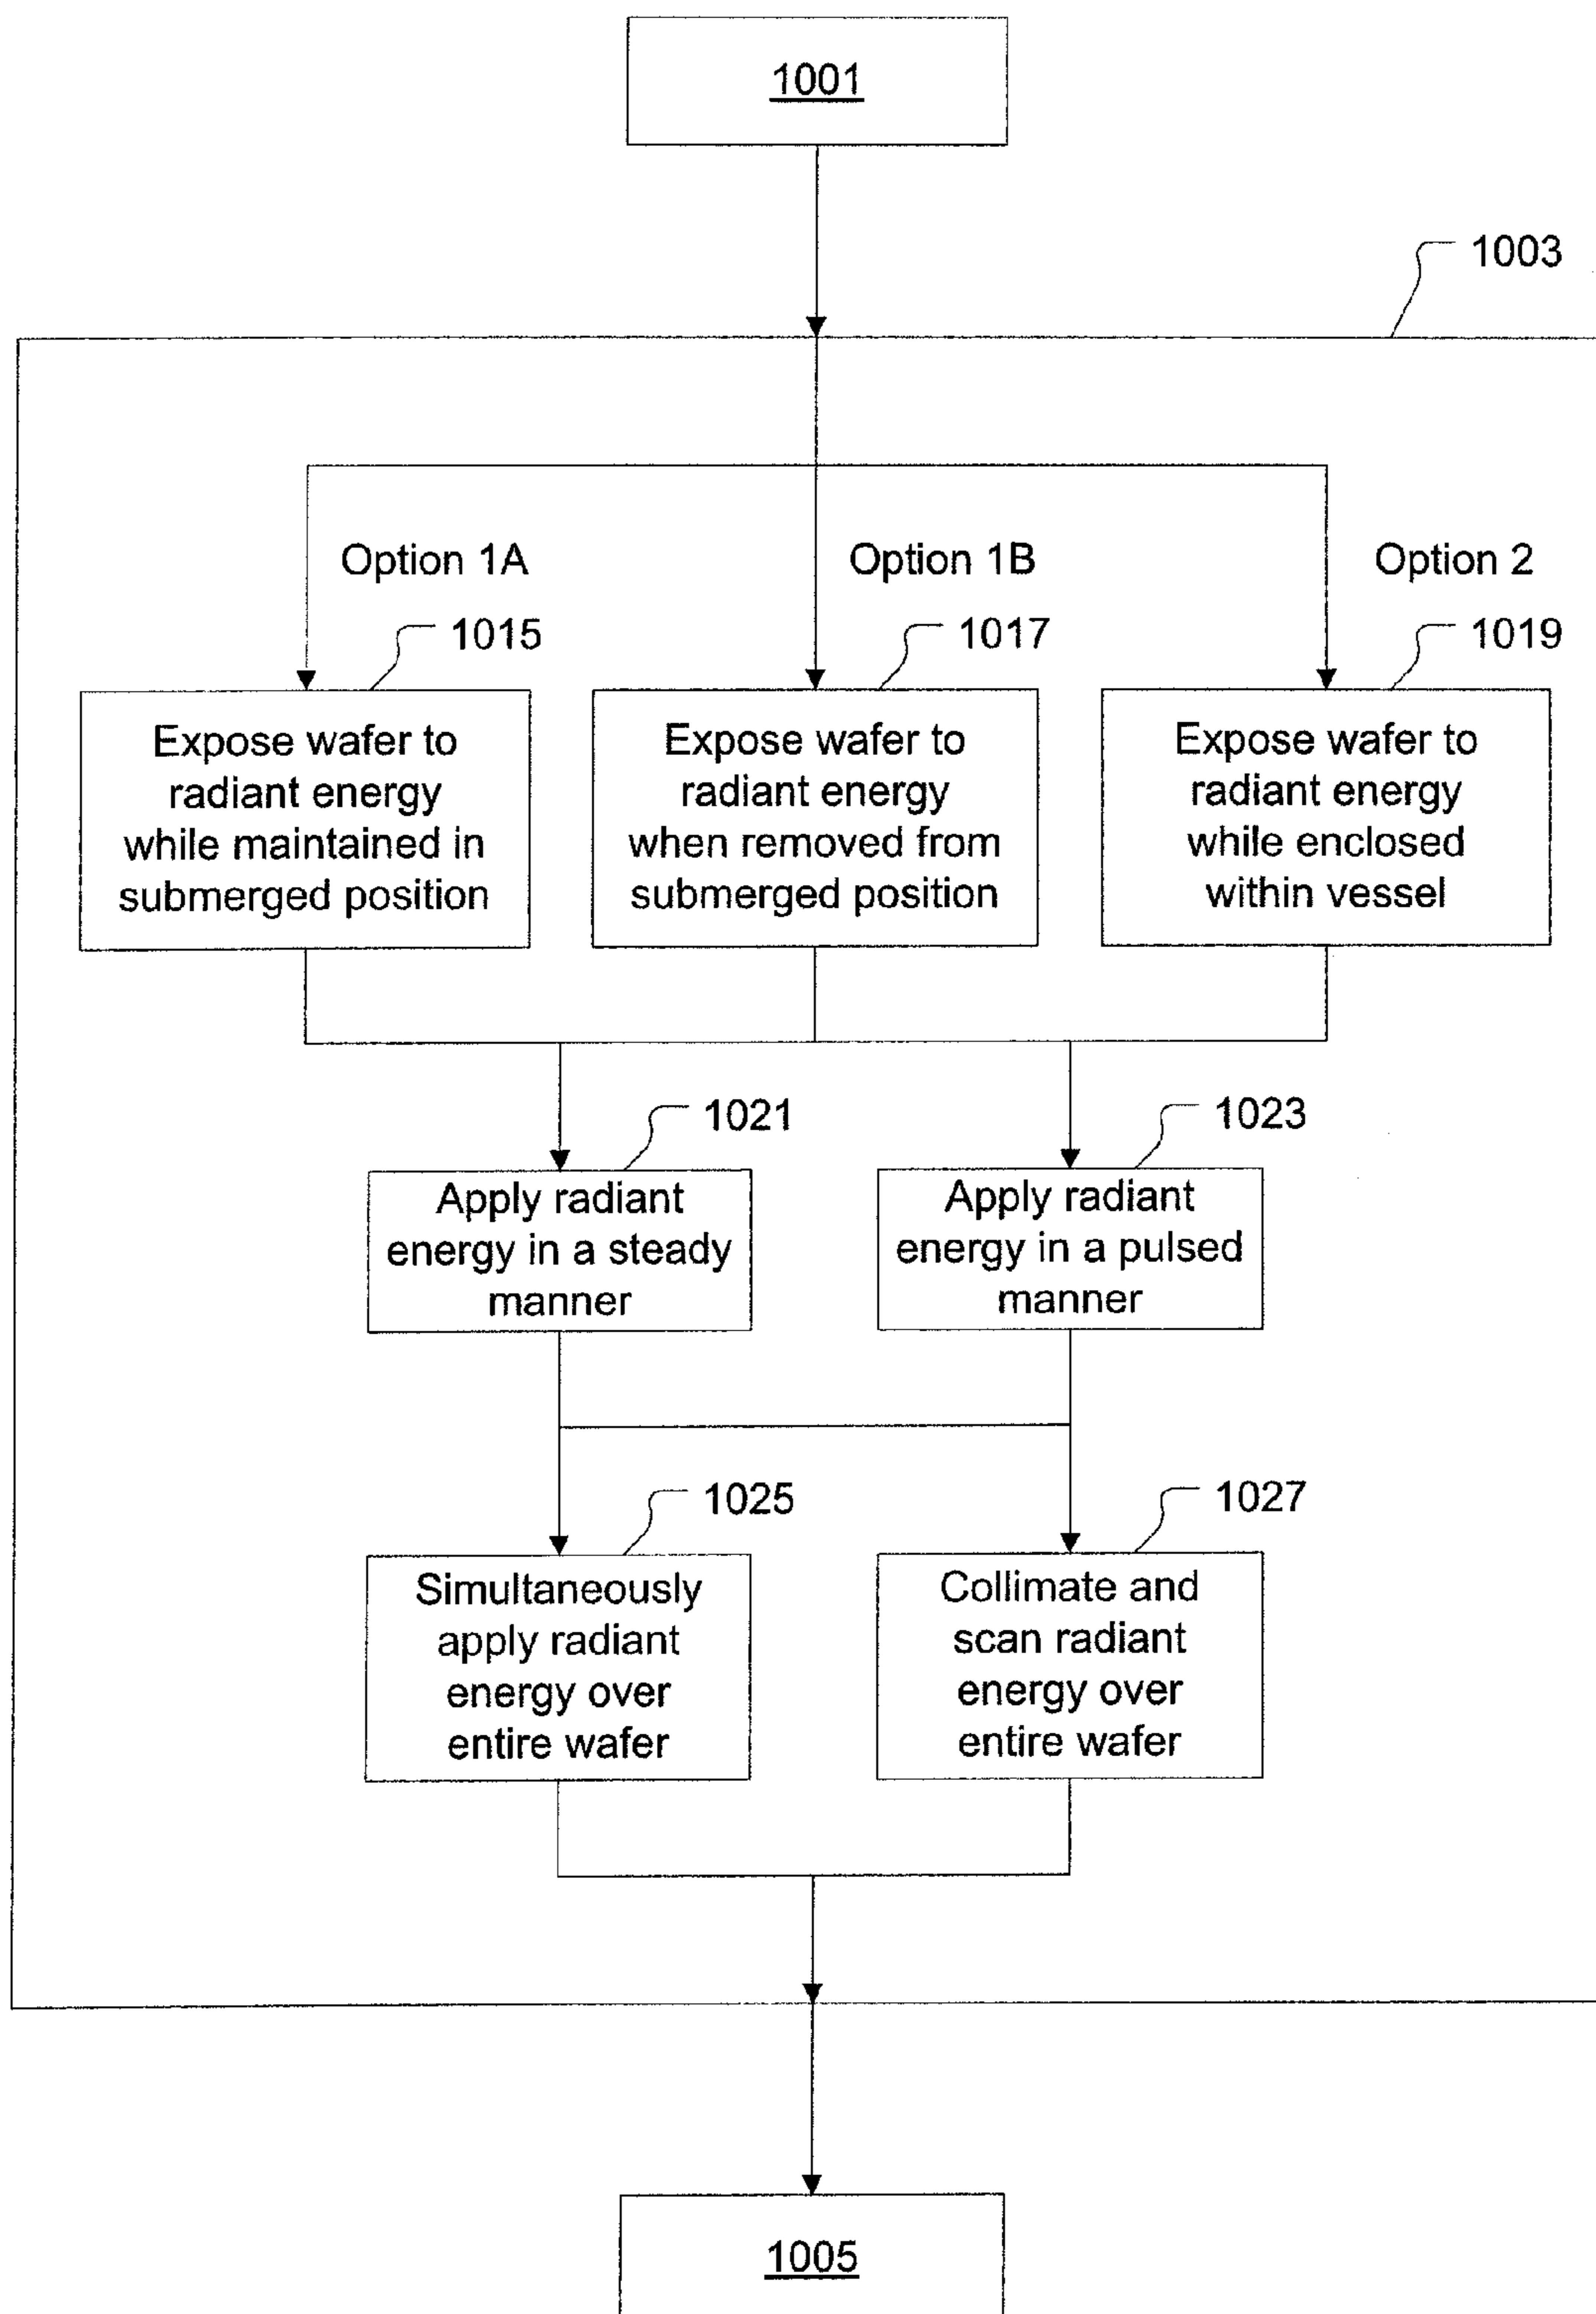 1001
1003
Option 1A
Option 1B
Option 2
1015
1017
1019
Expose wafer to
radiant energy
while maintained in
submerged position
Expose wafer to
radiant energy
when removed from
submerged position
Expose wafer to
radiant energy
while enclosed
within vessel
1021
1023
Apply radiant
energy in a steady
manner
Apply radiant
energy in a pulsed
manner
1025
1027
Simultaneously
apply radiant
energy over
entire wafer
Collimate and
scan radiant
energy over
entire wafer
1005